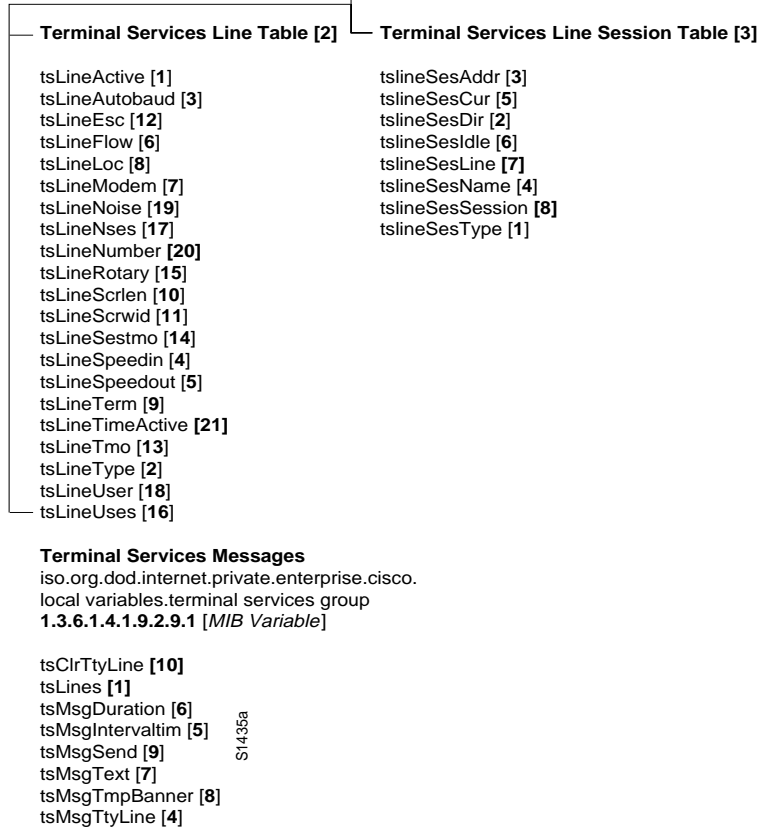 Terminal Services Line Table [2]
tsLineActive [1]
tsLineAutobaud [3]
tsLineEsc [12]
tsLineFlow [6]
tsLineLoc [8]
tsLineModem [7]
tsLineNoise [19]
tsLineNses [17]
tsLineNumber [20]
tsLineRotary [15]
tsLineScrlen [10]
tsLineScrwid [11]
tsLineSestmo [14]
tsLineSpeedin [4]
tsLineSpeedout [5]
tsLineTerm [9]
tsLineTimeActive [21]
tsLineTmo [13]
tsLineType [2]
tsLineUser [18]
tsLineUses [16]
Terminal Services Line Session Table [3]
tslineSesAddr [3]
tslineSesCur [5]
tslineSesDir [2]
tslineSesIdle [6]
tslineSesLine [7]
tslineSesName [4]
tslineSesSession [8]
tslineSesType [1]
Terminal Services Messages
iso.org.dod.internet.private.enterprise.cisco.
local variables.terminal services group
1.3.6.1.4.1.9.2.9.1 [MIB Variable]
tsClrTtyLine [10]
tsLines [1]
tsMsgDuration [6]
tsMsgIntervaltim [5]
tsMsgSend [9]
tsMsgText [7]
tsMsgTmpBanner [8]
tsMsgTtyLine [4]
S1435a